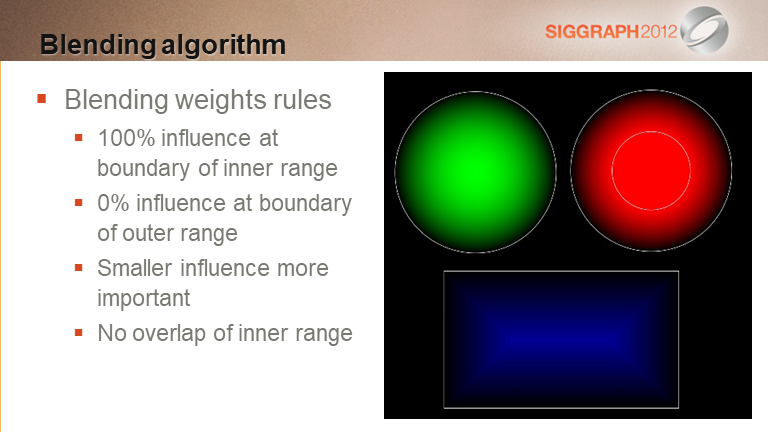 Blending algorithm
SIGGRAPH2012
Blending weights rules
100% influence at
boundary of inner range
0% influence at boundary
of outer range
Smaller influence more
important
No overlap of inner range